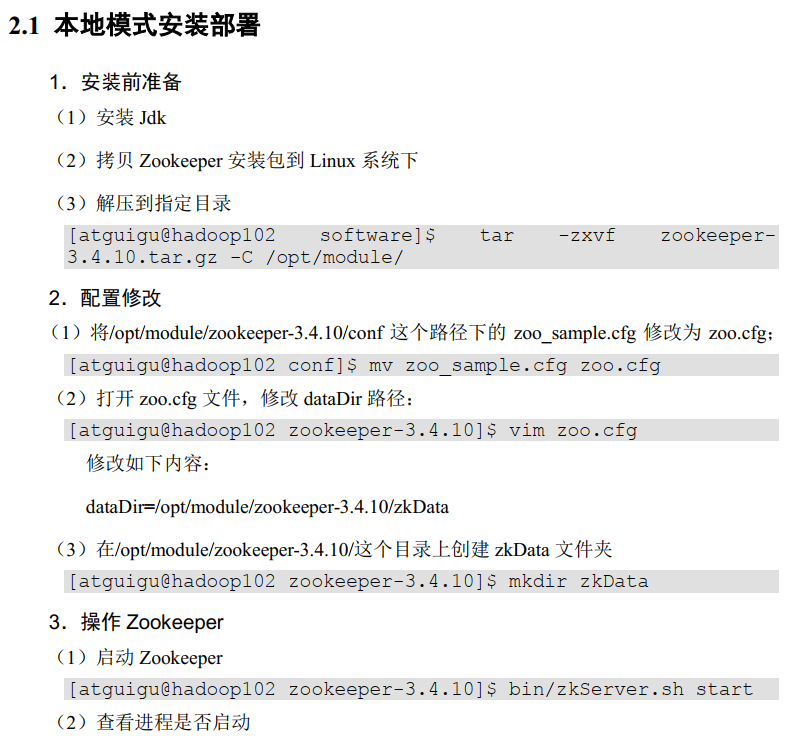 2.1 本地模式安装部署
1．安装前准备
（1）安装 Jdk
（2）拷贝 Zookeeper 安装包到 Linux 系统下
（3）解压到指定目录
[atguigu@hadoop102 software]$ tar -zxvf zookeeper-
3.4.10.tar.gz -C /opt/module/
2．配置修改
（1）将/opt/module/zookeeper-3.4.10/conf 这个路径下的 zoo_sample.cfg 修改为 zoo.cfg；
[atguigu@hadoop102 conf]$ mv zoo_sample.cfg zoo.cfg
（2）打开 zoo.cfg 文件，修改 dataDir 路径：
[atguigu@hadoop102 zookeeper-3.4.10]$ vim zoo.cfg
修改如下内容：
dataDir=/opt/module/zookeeper-3.4.10/zkData
（3）在/opt/module/zookeeper-3.4.10/这个目录上创建 zkData 文件夹
[atguigu@hadoop102 zookeeper-3.4.10]$ mkdir zkData
3．操作 Zookeeper
（1）启动 Zookeeper
[atguigu@hadoop102 zookeeper-3.4.10]$ bin/zkServer.sh start
（2）查看进程是否启动